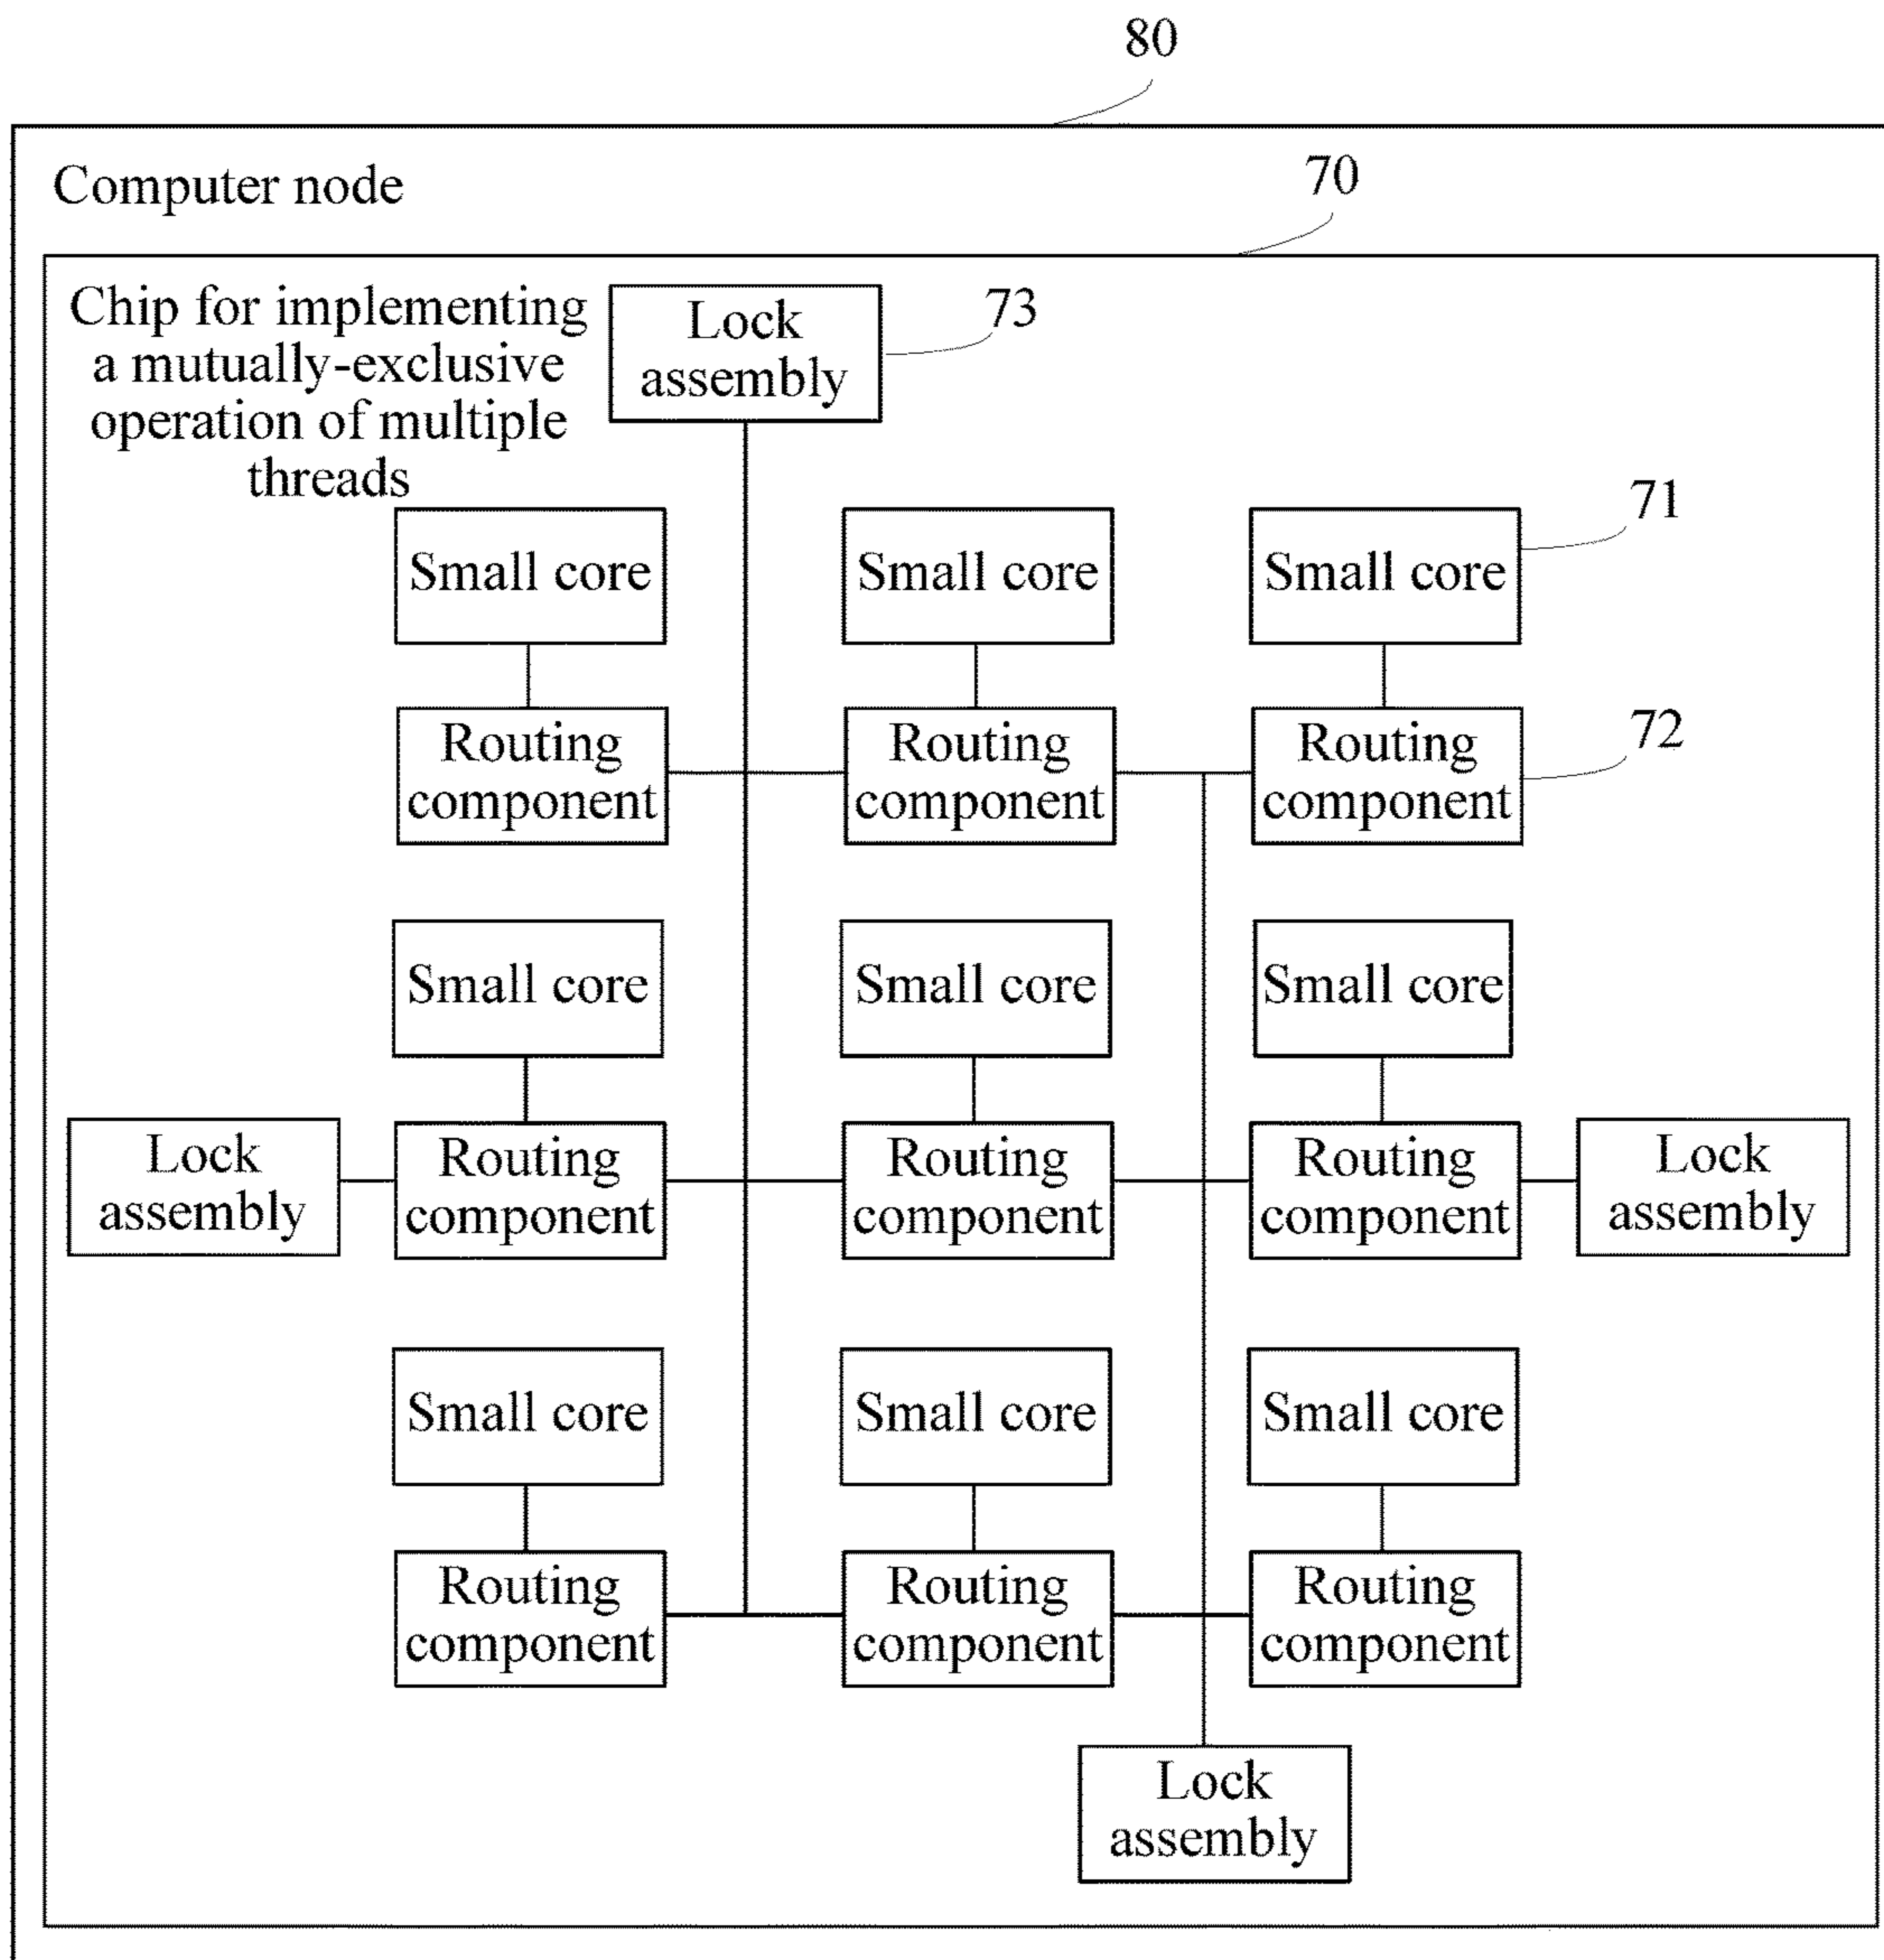 80
Computer node
70
Chip for implementing
a mutually-exclusive
operation of multiple
threads
Lock
assembly
73
71
Small core
Small core
Small core
72
Routing
component
Routing
component
Routing
component
Small core
Small core
Small core
Lock
assembly
Routing
component
Routing
component
Routing
component
Lock
assembly
Small core
Small core
Small core
Routing
component
Routing
component
Routing
component
Lock
assembly